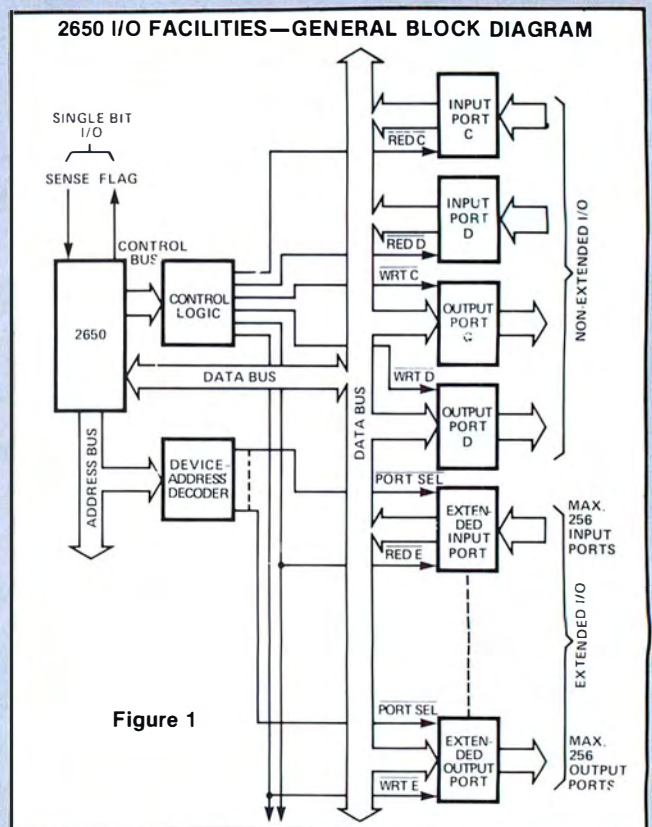 2650 I/O FACILITIES—GENERAL BLOCK DIAGRAM
SINGLE BIT
I/O
SENSE FLAG
CONTROL
BUS
2650
CONTROL
LOGIC
DATA BUS
ADDRESS BUS
DEVICE-
ADDRESS
DECODER
DATA BUS
INPUT
PORT
C
RED C
INPUT
PORT
D
RED D
WRT C
OUTPUT
PORT
C
WRT D
OUTPUT
PORT
D
NON-EXTENDED I/O
PORT SEL
EXTEN-
DED
INPUT
PORT
RED E
MAX.
256
INPUT
PORTS
EXTENDED I/O
PORT SEL
EXTEN-
DED
OUTPUT
PORT
WRT E
MAX.
256
OUTPUT
PORTS
Figure 1